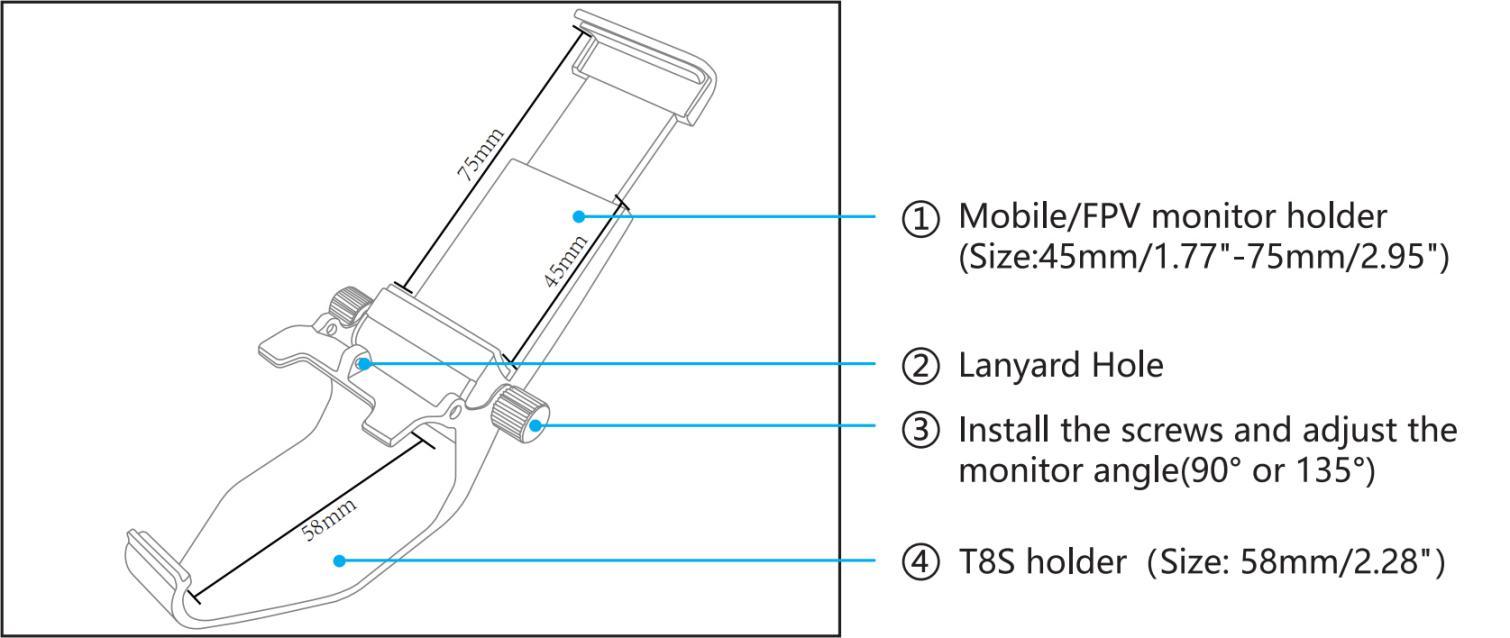 75mm
45mm
58mm
① Mobile/FPV monitor holder
(Size:45mm/1.77"-75mm/2.95")
② Lanyard Hole
③ Install the screws and adjust the
monitor angle(90° or 135°)
④ T8S holder (Size: 58mm/2.28")